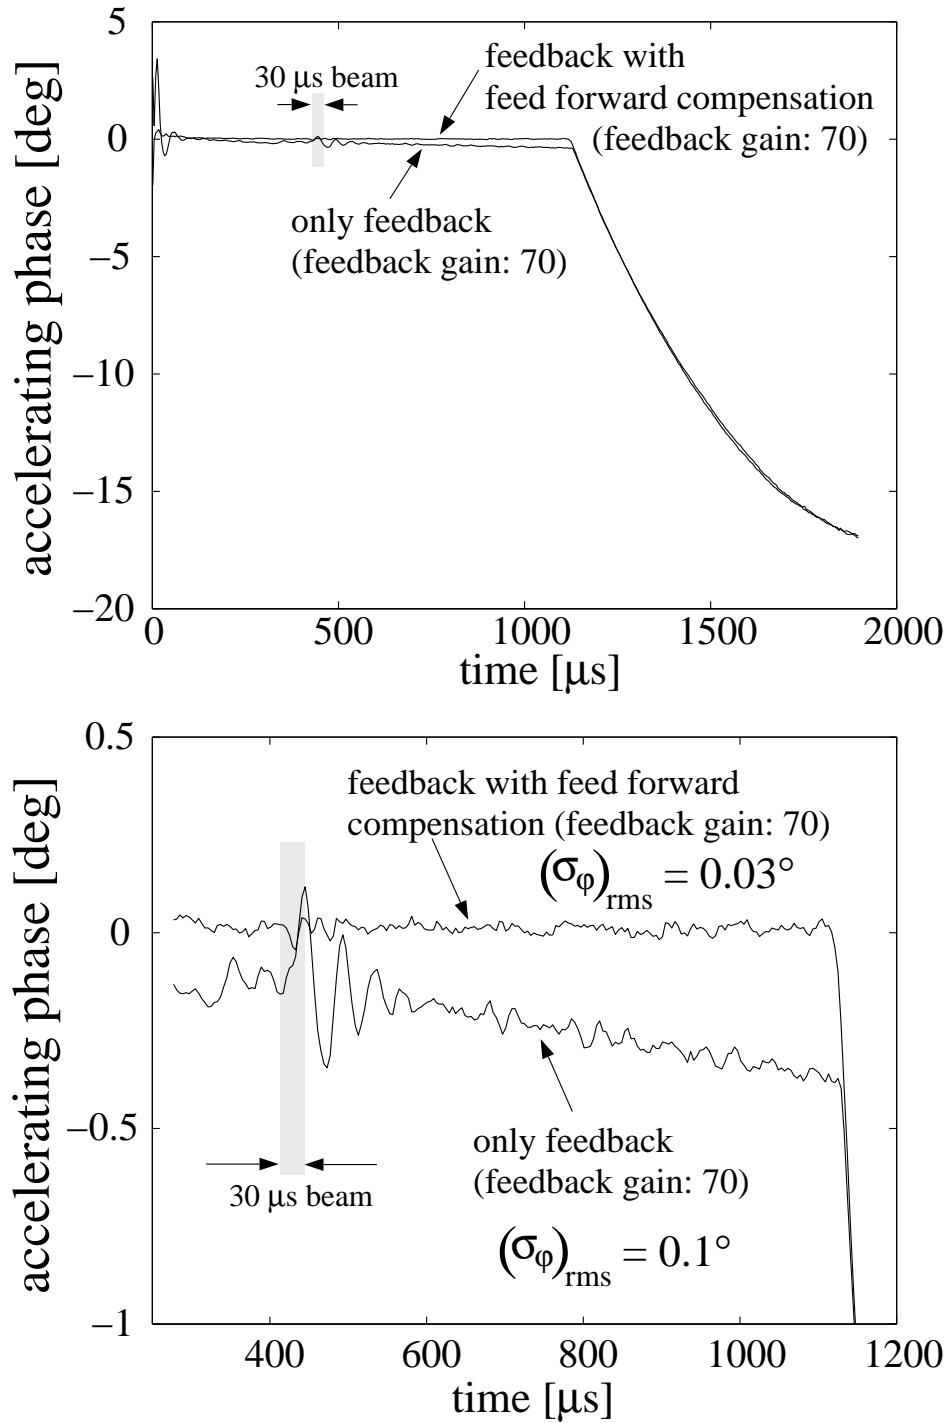 5
0
−5
−10
−15
−20
accelerating phase [deg]
30 μs beam
feedback with
feed forward compensation
(feedback gain: 70)
only feedback
(feedback gain: 70)
0
500
1000
1500
2000
time [μs]
0.5
0
−0.5
−1
accelerating phase [deg]
feedback with feed forward
compensation (feedback gain: 70)
(σφ)rms = 0.03°
only feedback
(feedback gain: 70)
30 μs beam
(σφ)rms = 0.1°
400
600
800
1000
1200
time [μs]